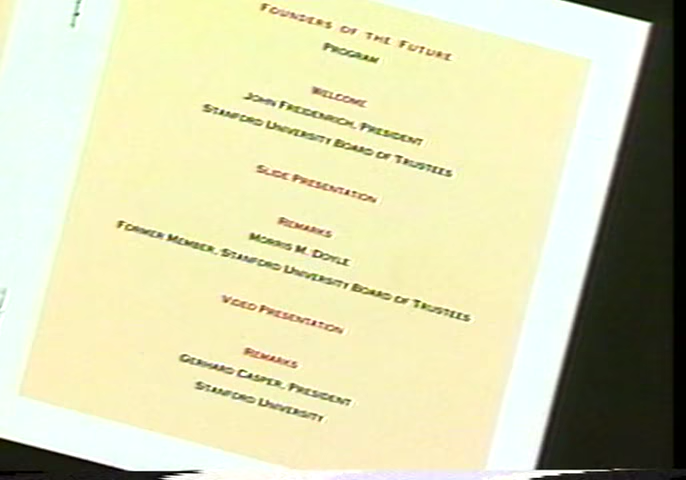 FOUNDERS OF THE FUTURE
PROGRAM
WELCOME
JOHN FREIDENRICH, PRESIDENT
STANFORD UNIVERSITY BOARD OF TRUSTEES
SLIDE PRESENTATION
REMARKS
MORRIS M. DOYLE
FORMER MEMBER, STANFORD UNIVERSITY BOARD OF TRUSTEES
VIDEO PRESENTATION
REMARKS
GERHARD CASPER, PRESIDENT
STANFORD UNIVERSITY